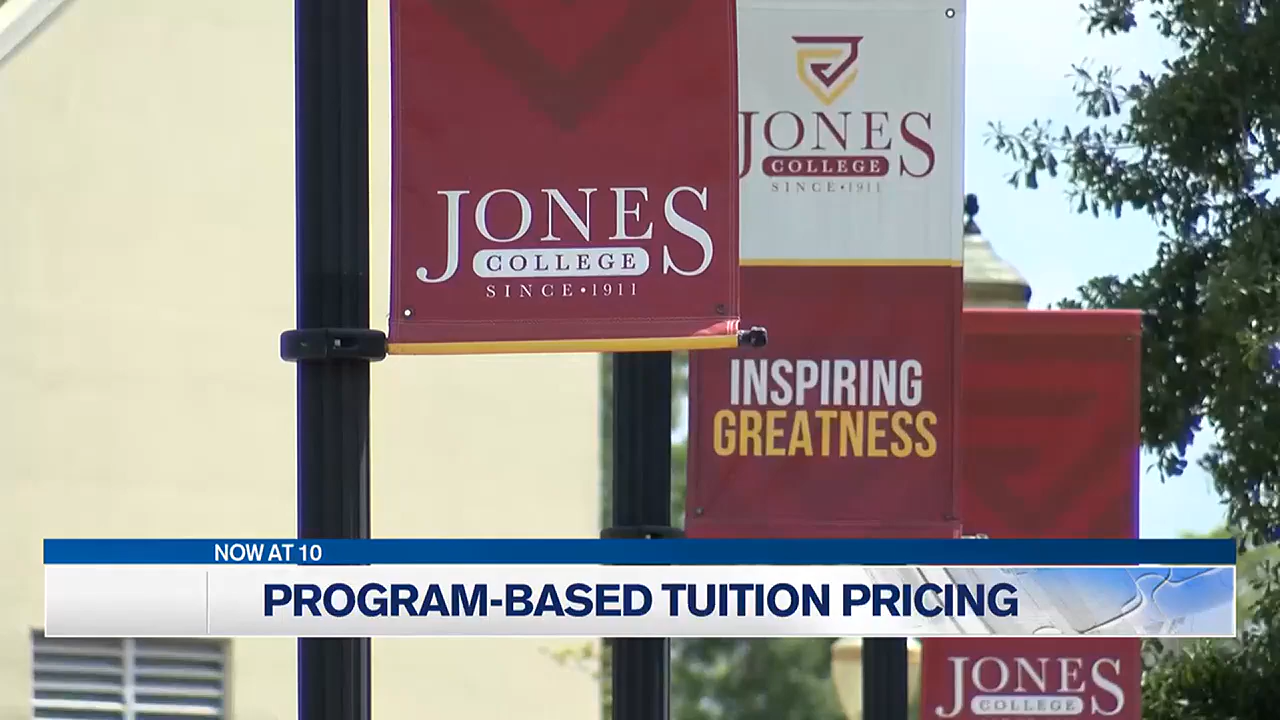 JONES
COLLEGE
SINCE•1911
JONES
COLLEGE
SINCE•1911
INSPIRING
GREATNESS
NOW AT 10
PROGRAM-BASED TUITION PRICING
JONES
COLLEGE